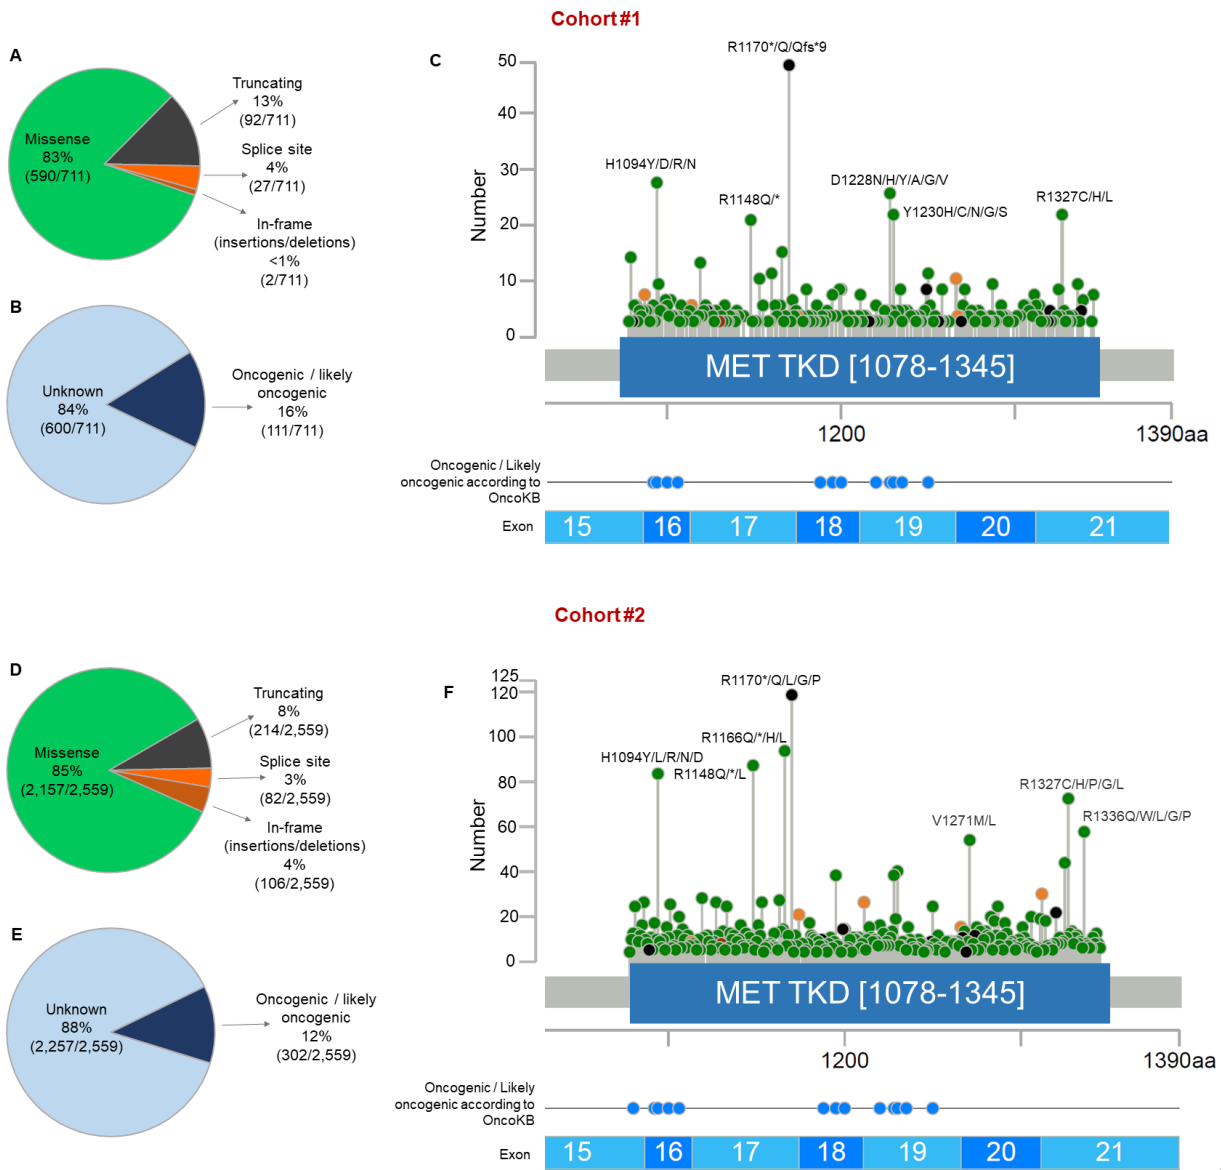 Cohort #1
A
Missense
83%
(590/711)
Truncating
13%
(92/711)
Splice site
4%
(27/711)
In-frame
(insertions/deletions)
<1%
(2/711)
B
Unknown
84%
(600/711)
Oncogenic / likely
oncogenic
16%
(111/711)
C
Number
50
40
30
20
10
0
H1094Y/D/R/N
R1148Q/*
R1170*/Q/Qfs*9
D1228N/H/Y/A/G/V
Y1230H/C/N/G/S
R1327C/H/L
MET TKD [1078-1345]
1200
1390aa
Oncogenic / Likely
oncogenic according to
OncoKB
Exon
15 16 17 18 19 20 21
Cohort #2
D
Missense
85%
(2,157/2,559)
Truncating
8%
(214/2,559)
Splice site
3%
(82/2,559)
In-frame
(insertions/deletions)
4%
(106/2,559)
E
Unknown
88%
(2,257/2,559)
Oncogenic / likely
oncogenic
12%
(302/2,559)
F
Number
125
120
100
80
60
40
20
0
H1094Y/L/R/N/D
R1148Q/*/L
R1166Q/*/H/L
R1170*/Q/L/G/P
V1271M/L
R1327C/H/P/G/L
R1336Q/W/L/G/P
MET TKD [1078-1345]
1200
1390aa
Oncogenic / Likely
oncogenic according to
OncoKB
Exon
15 16 17 18 19 20 21